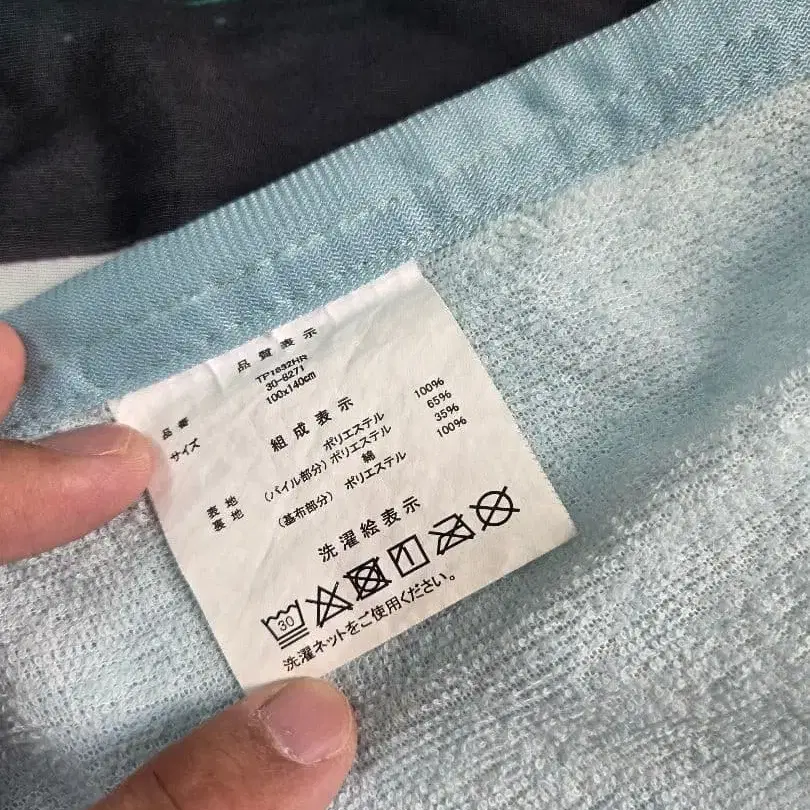 品質表示
品番 TP1832HR
30-6271
サイズ 100x140cm
組成表示
表地 ポリエステル 100%
裏地 (パイル部分) ポリエステル 65%
綿 35%
(基布部分) ポリエステル 100%
洗濯絵表示
30
洗濯ネットをご使用ください。